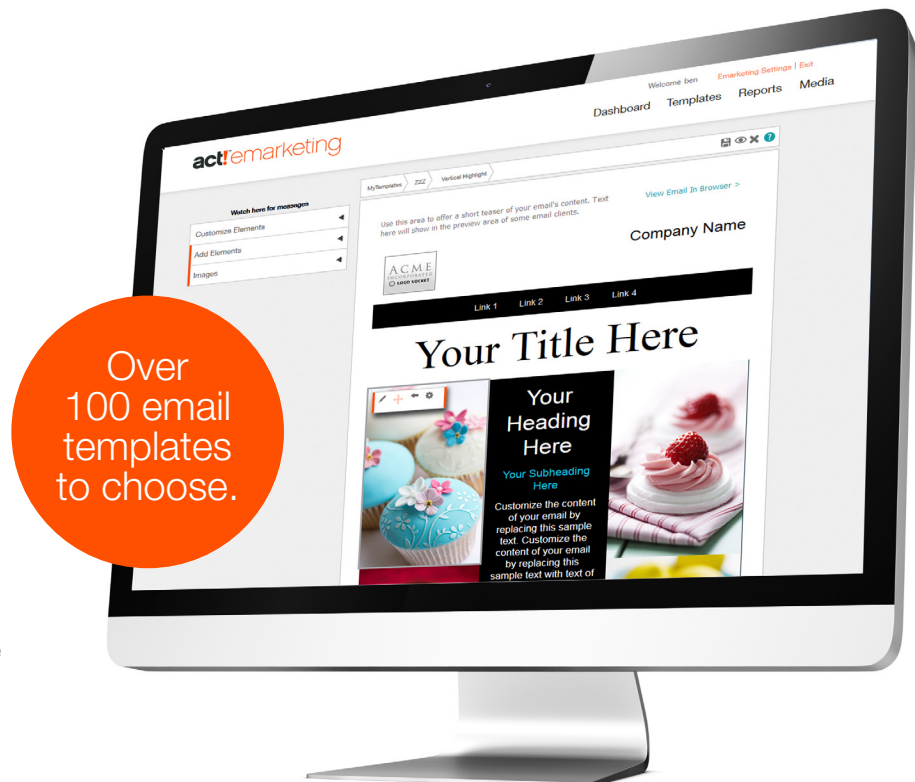 Welcome ben Emarketing Settings | Exit
Dashboard Templates Reports Media
act! emarketing
MyTemplates ZZZ Vertical Highlight
Watch here for messages
Customize Elements
Add Elements
Images
Use this area to offer a short teaser of your email's content. Text
here will show in the preview area of some email clients.
View Email In Browser >
Company Name
ACME
INCORPORATED
LOGO LOCKET
Link 1 Link 2 Link 3 Link 4
Your Title Here
Over
100 email
templates
to choose.
Your
Heading
Here
Your Subheading
Here
Customize the content
of your email by
replacing this sample
text. Customize the
content of your email
by replacing this
sample text with text of